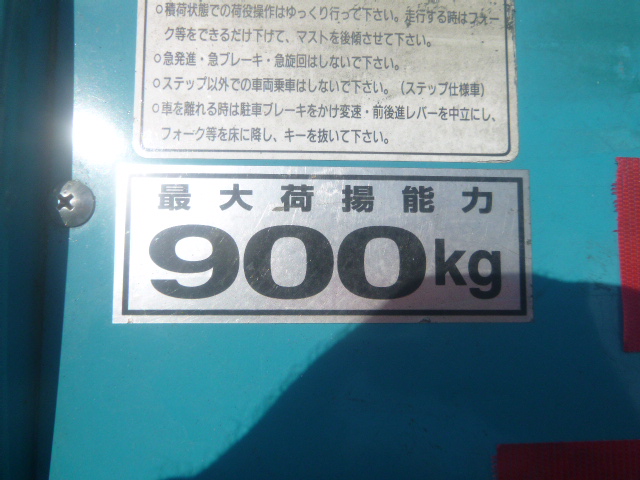 ○積荷状態での荷役操作はゆっくり行って下さい。走行する時はフォー
ク等をできるだけ下げて、マストを後傾させて下さい。
○急発進・急ブレーキ・急旋回はしないで下さい。
○ステップ以外での車両乗車はしないで下さい。（ステップ仕様車）
○車を離れる時は駐車ブレーキをかけ変速・前後進レバーを中立にし、
フォーク等を床に降し、キーを抜いて下さい。
最大荷揚能力
900kg